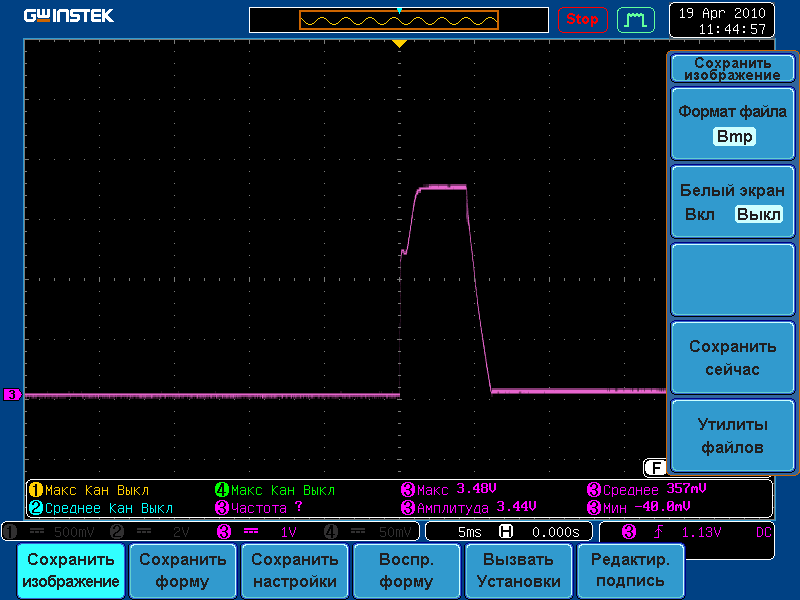 GWINSTEK
Stop
19 Apr 2010
11:44:57
Сохранить
изображение
Формат файла
Bmp
Белый экран
Вкл Выкл
Сохранить
сейчас
Утилиты
файлов
3
F
1 Макс Кан Выкл 4 Макс Кан Выкл 3 Макс 3.48V 3 Среднее 357mV
2 Среднее Кан Выкл 3 Частота ? 3 Амплитуда 3.44V 3 Мин -40.0mV
1 500mV 2 2V 3 1V 4 50mV 5ms H 0.000s 3 1.13V DC
Сохранить
изображение
Сохранить
форму
Сохранить
настройки
Воспр.
форму
Вызвать
Установки
Редактир.
подпись